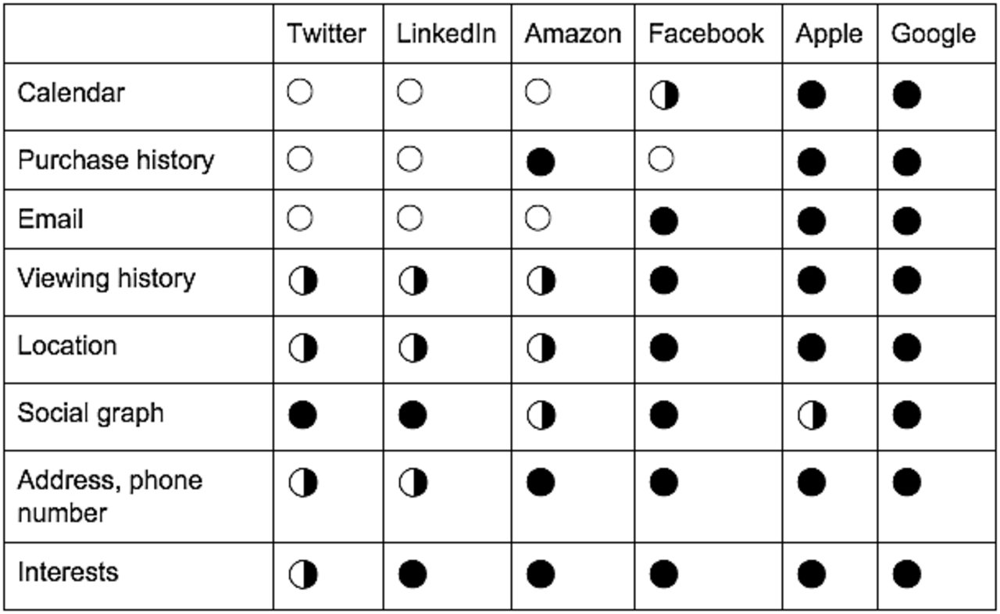 Twitter LinkedIn Amazon Facebook Apple Google
Calendar
Purchase history
Email
Viewing history
Location
Social graph
Address, phone
number
Interests